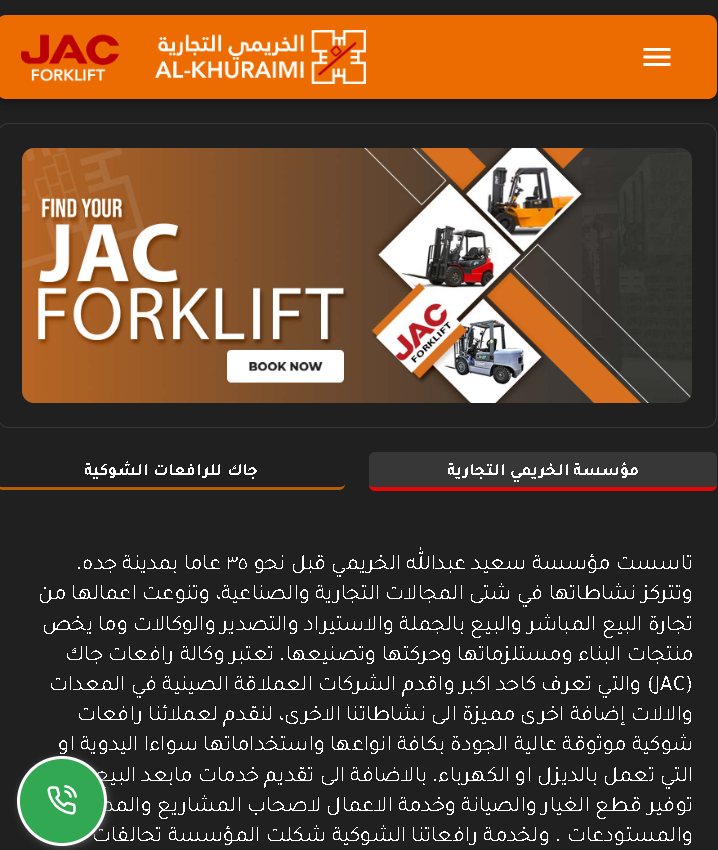 JAC
FORKLIFT
الخريمي التجارية
AL-KHURAIMI
FIND YOUR
JAC
FORKLIFT
BOOK NOW
JAC
FORKLIFT
مؤسسة الخريمي التجارية
جاك للرافعات الشوكية
تاسست مؤسسة سعيد عبدالله الخريمي قبل نحو ٣٥ عاما بمدينة جده.
وتتركز نشاطاتها في شتى المجالات التجارية والصناعية، وتنوعت اعمالها من
تجارة البيع المباشر والبيع بالجملة والاستيراد والتصدير والوكالات وما يخص
منتجات البناء ومستلزماتها وحركتها وتصنيعها. تعتبر وكالة رافعات جاك
(JAC) والتي تعرف كاحد اكبر واقدم الشركات العملاقة الصينية في المعدات
والالات إضافة اخرى مميزة الى نشاطاتنا الاخرى، لنقدم لعملائنا رافعات
شوكية موثوقة عالية الجودة بكافة انواعها واستخداماتها سواءا اليدوية او
التي تعمل بالديزل او الكهرباء. بالاضافة الى تقديم خدمات مابعد البيع
توفير قطع الغيار والصيانة وخدمة الاعمال لاصحاب المشاريع
والمستودعات . ولخدمة رافعاتنا الشوكية شكلت المؤسسة تحالفات